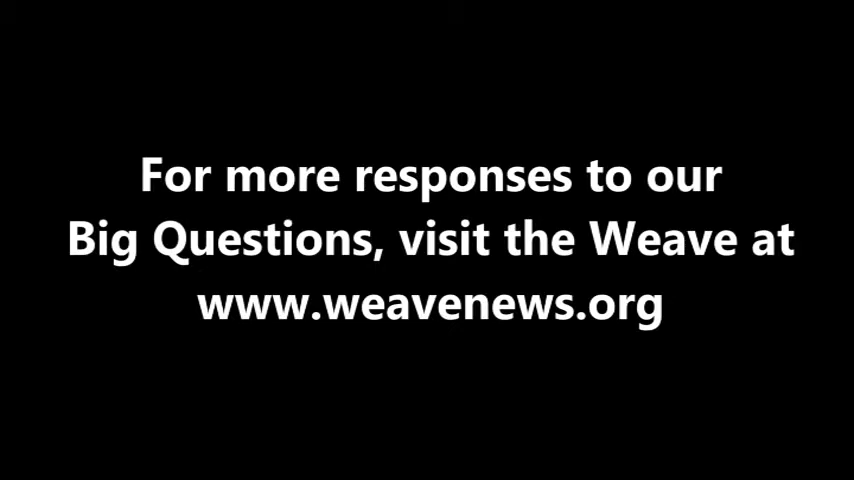 For more responses to our
Big Questions, visit the Weave at
www.weavenews.org